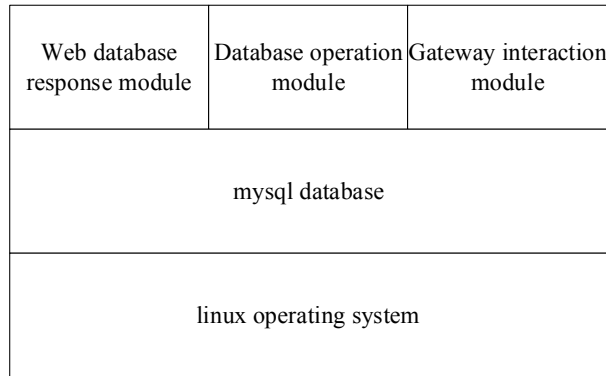 Web database
response module
Database operation
module
Gateway interaction
module
mysql database
linux operating system